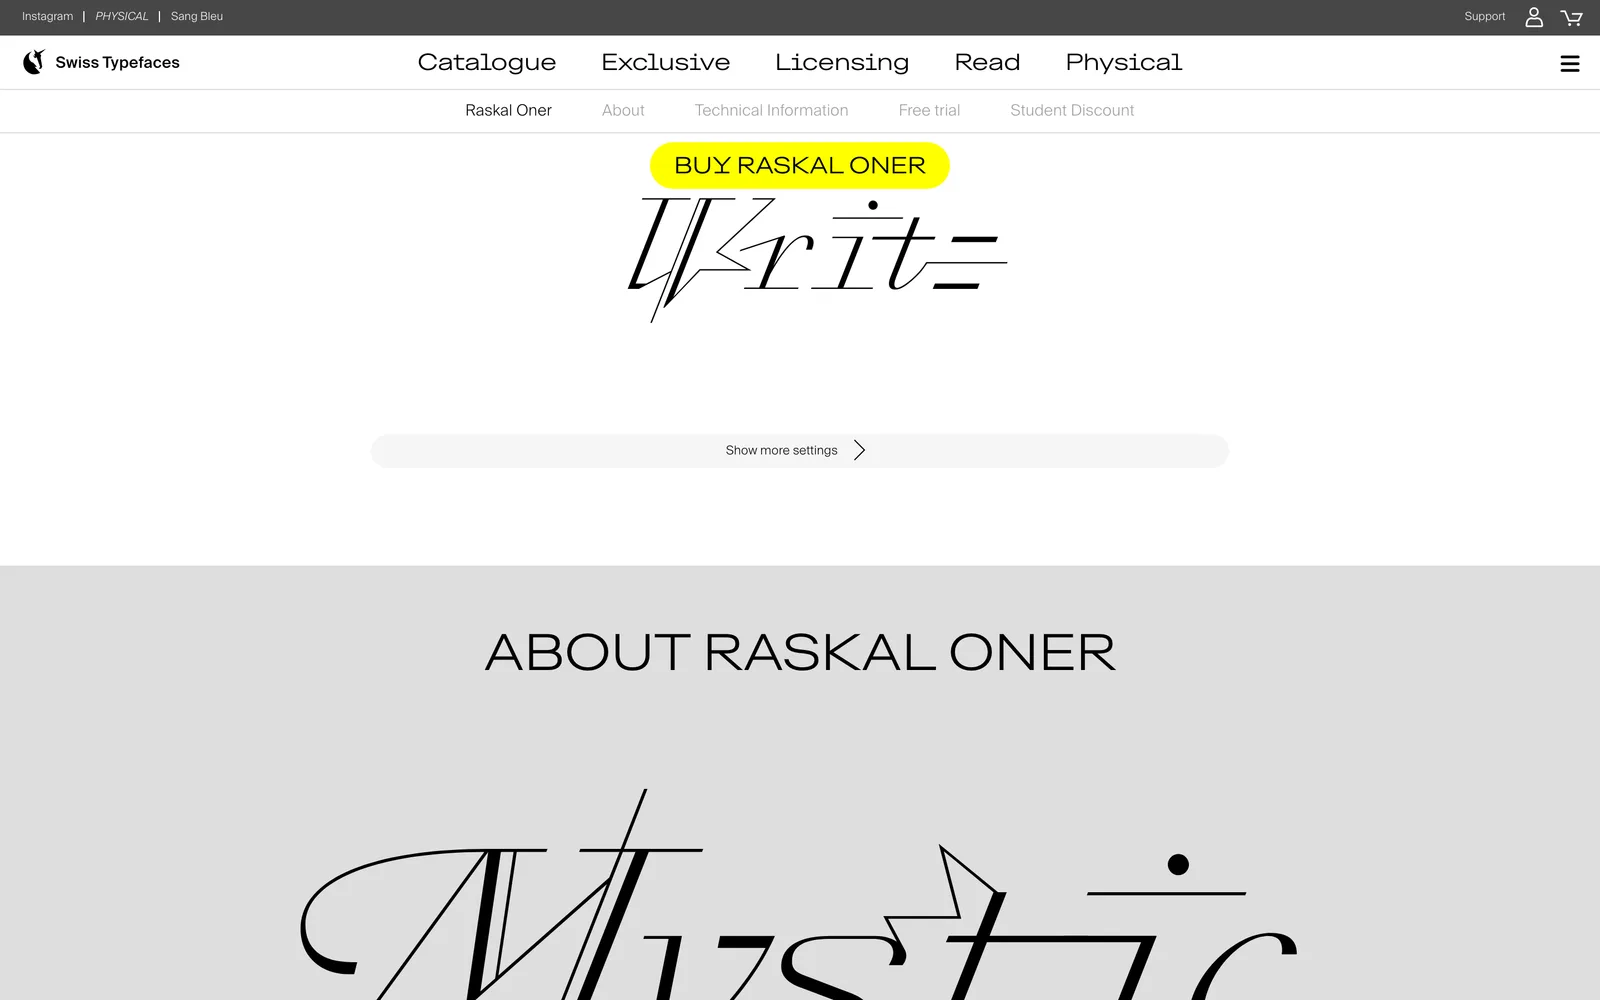 Instagram | PHYSICAL | Sang Bleu Support
Swiss Typefaces Catalogue Exclusive Licensing Read Physical
Raskal Oner About Technical Information Free trial Student Discount
BUY RASKAL ONER
Write
Show more settings
ABOUT RASKAL ONER
Mystic